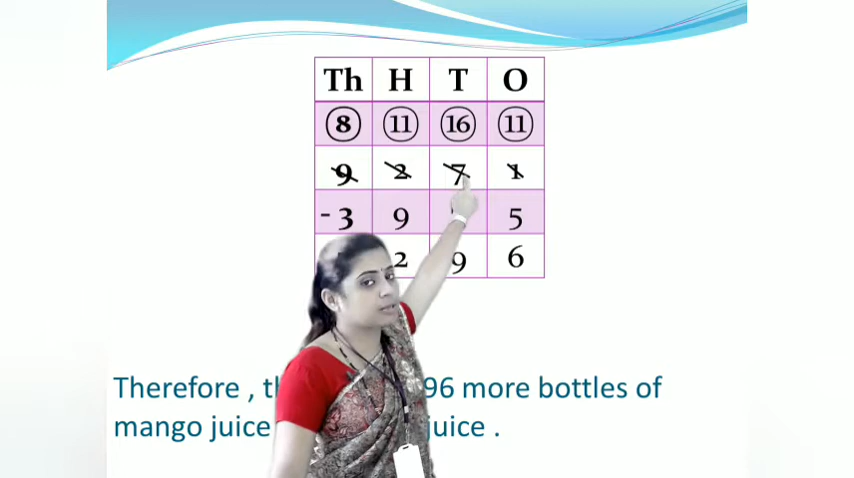 Th H T O
8 11 16 11
9 2 7 1
- 3 9 5
2 9 6
Therefore , 96 more bottles of
mango juice juice .